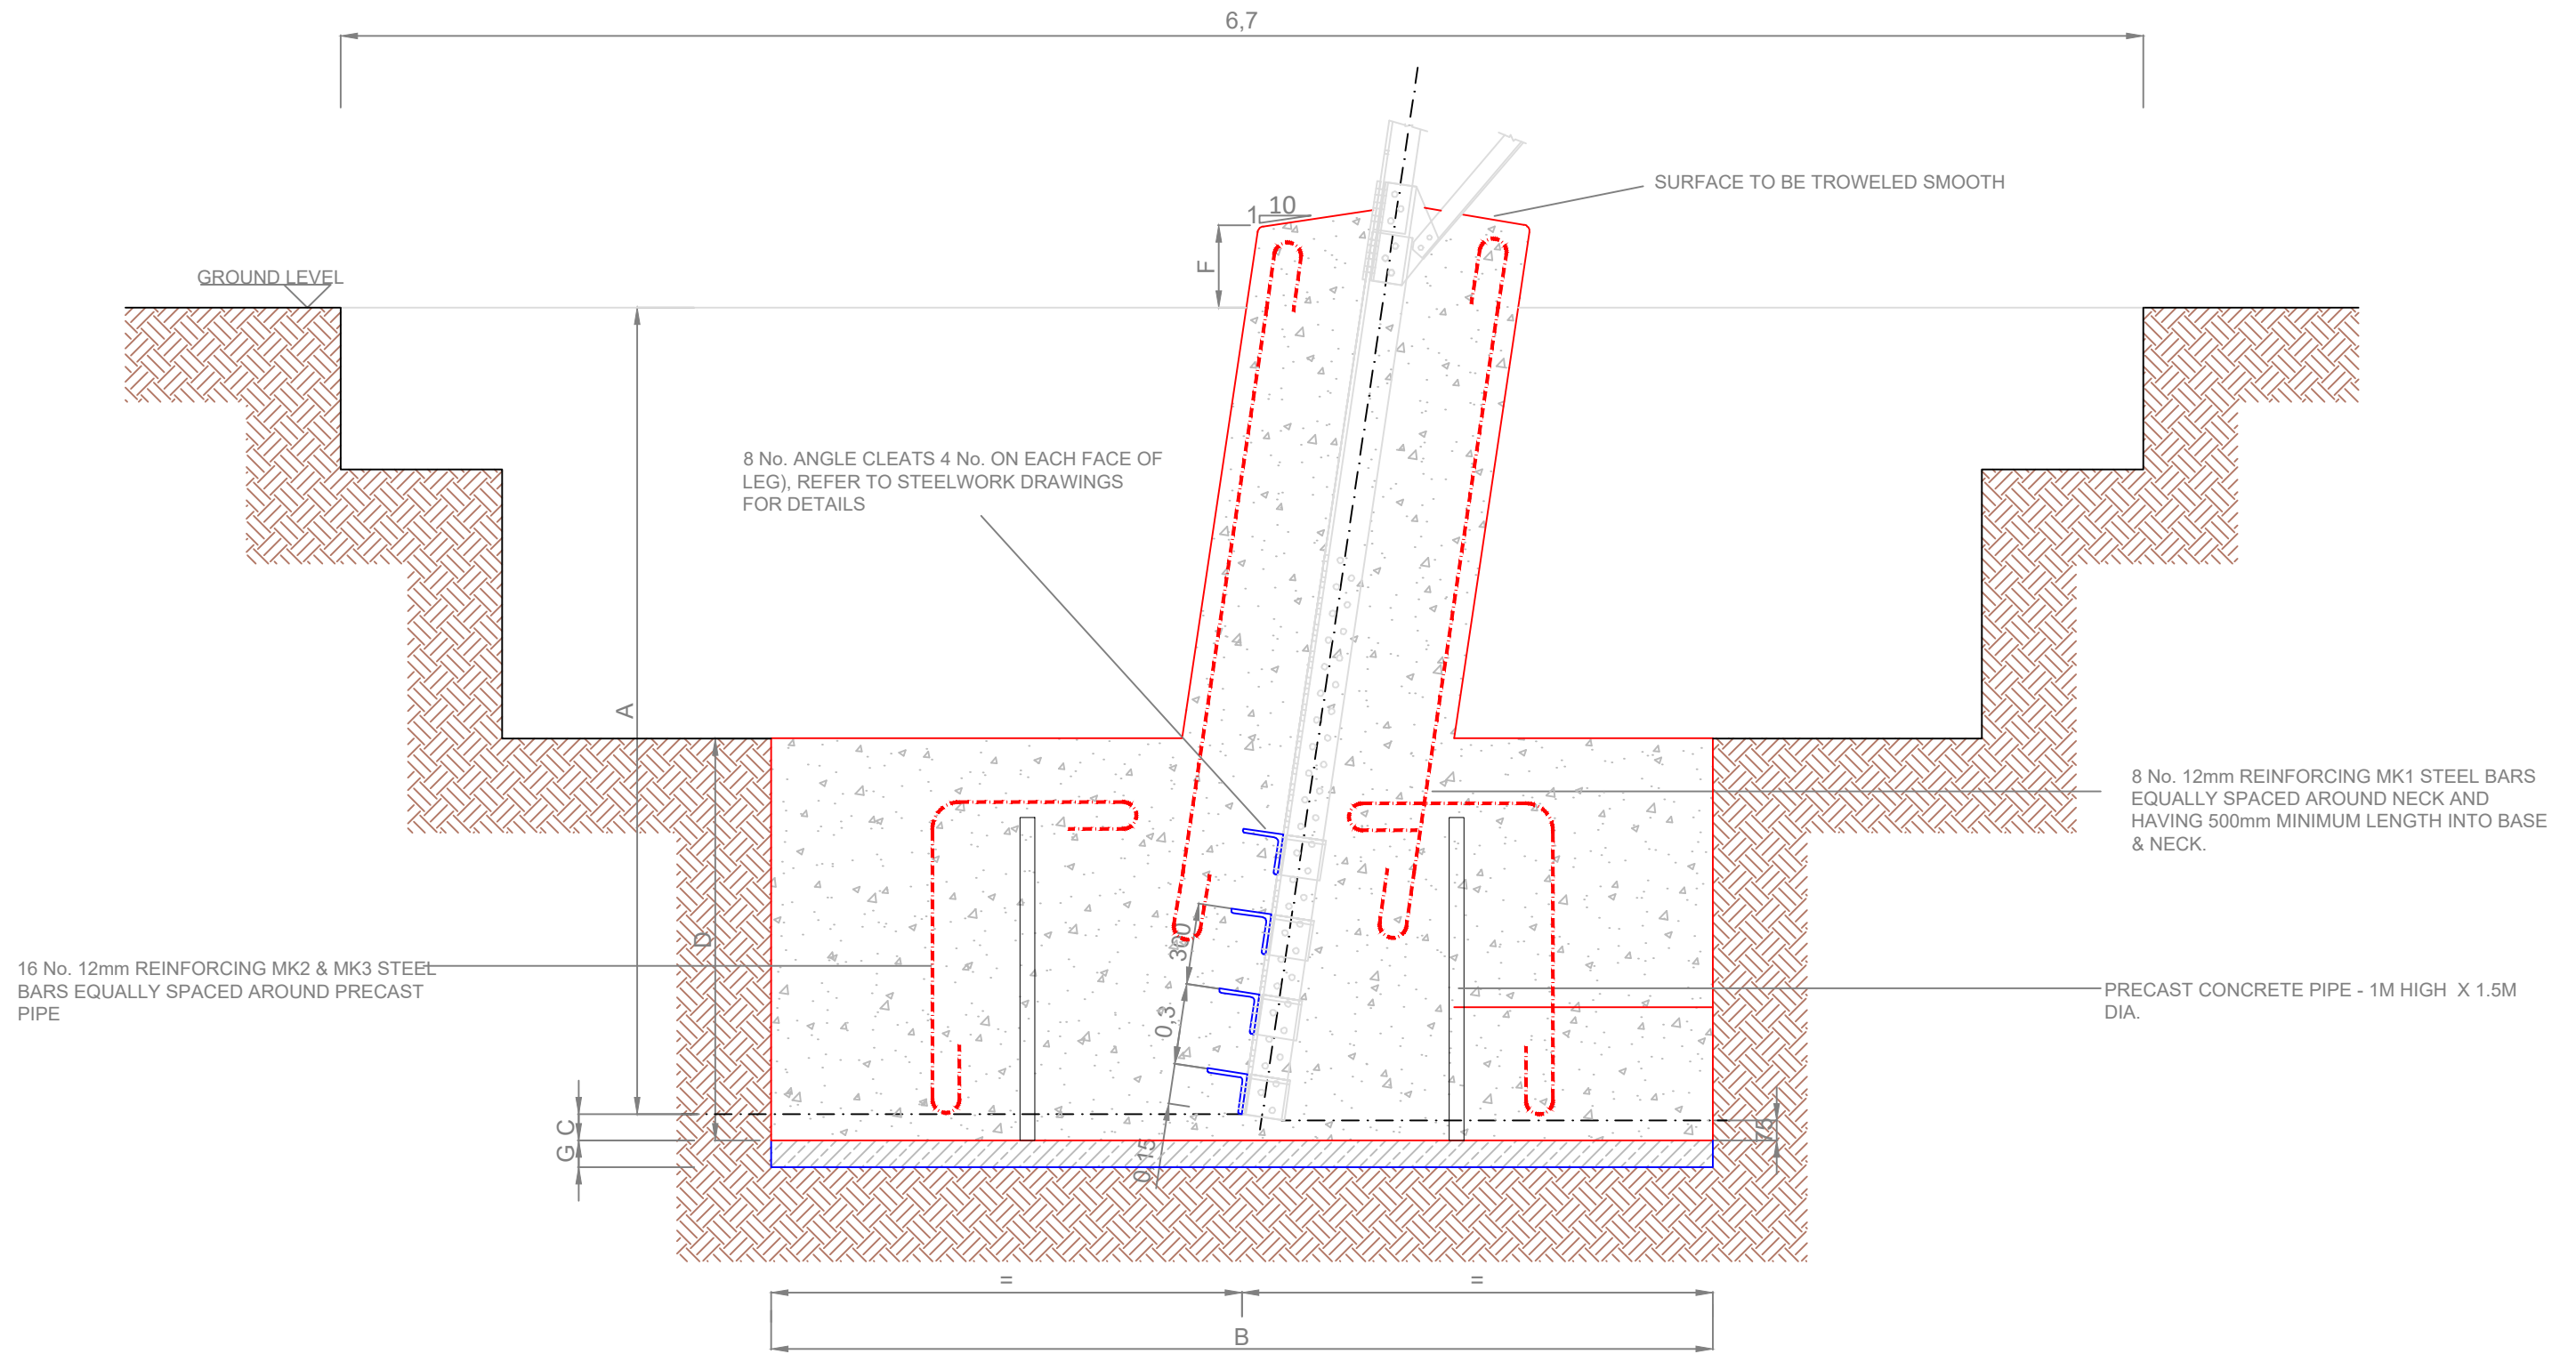 6,7
SURFACE TO BE TROWELED SMOOTH
10
1
F
GROUND LEVEL
8 No. ANGLE CLEATS 4 No. ON EACH FACE OF
LEG), REFER TO STEELWORK DRAWINGS
FOR DETAILS
A
8 No. 12mm REINFORCING MK1 STEEL BARS
EQUALLY SPACED AROUND NECK AND
HAVING 500mm MINIMUM LENGTH INTO BASE
& NECK.
D
300
16 No. 12mm REINFORCING MK2 & MK3 STEEL
BARS EQUALLY SPACED AROUND PRECAST
PIPE
0,3
PRECAST CONCRETE PIPE - 1M HIGH X 1.5M
DIA.
C
G
0,15
75
=
=
B